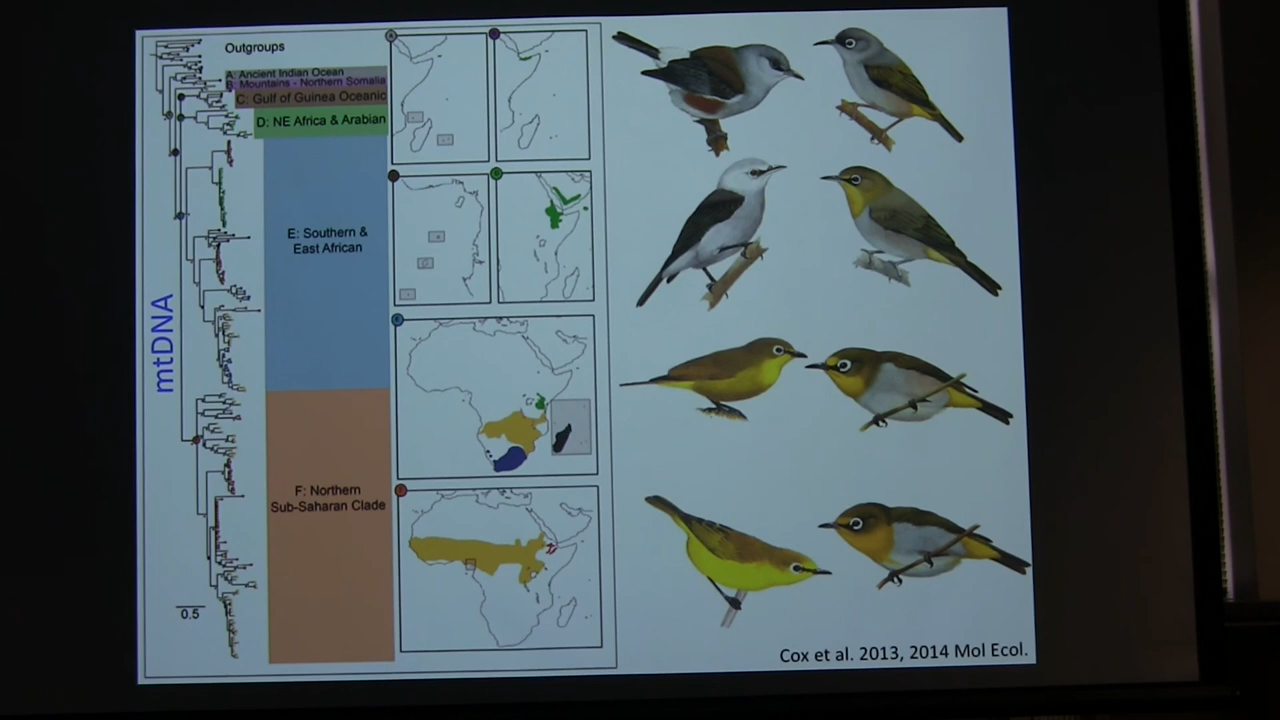 Outgroups
A: Ancient Indian Ocean
B: Mountains - Northern Somalia
C: Gulf of Guinea Oceanic
D: NE Africa & Arabian
E: Southern &
East African
mtDNA
F: Northern
Sub-Saharan Clade
0.5
Cox et al. 2013, 2014 Mol Ecol.